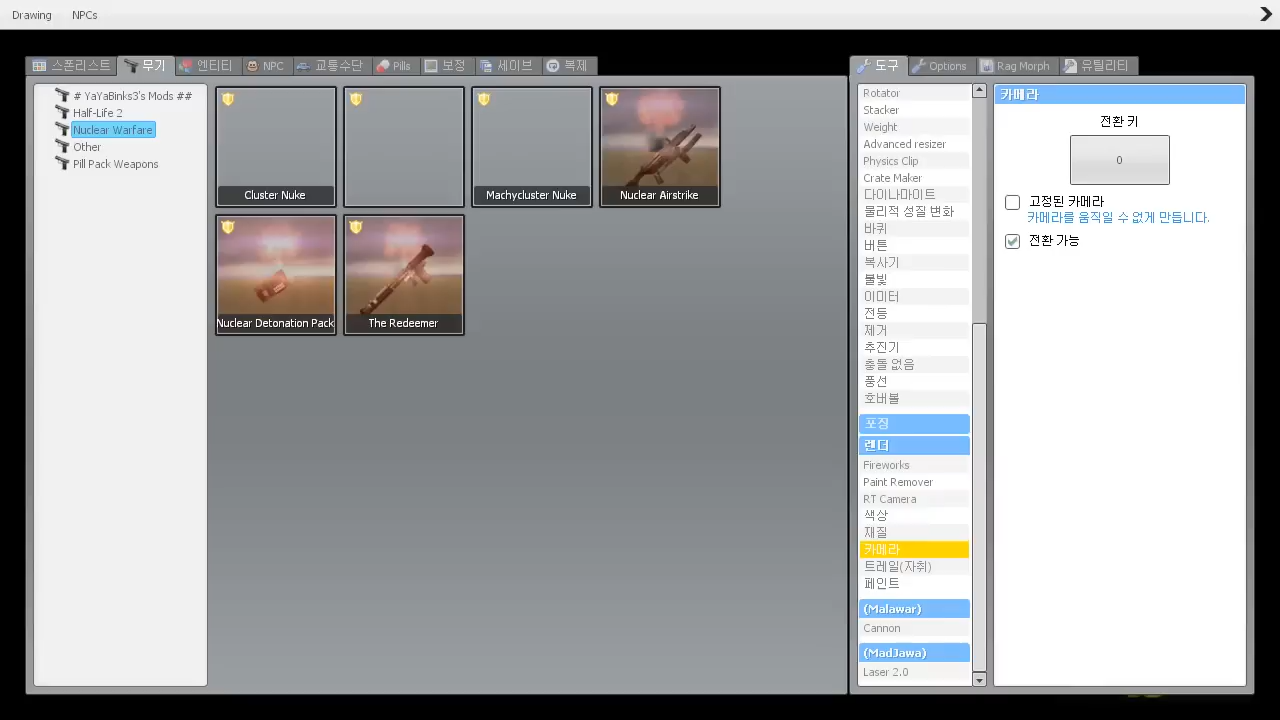 Drawing NPCs
스폰리스트 무기 엔티티 NPC 교통수단 Pills 보정 세이브 복제
도구 Options Rag Morph 유틸리티
# YaYaBinks3's Mods ##
Half-Life 2
Nuclear Warfare
Other
Pill Pack Weapons
Cluster Nuke
Machycluster Nuke
Nuclear Airstrike
Nuclear Detonation Pack
The Redeemer
Rotator
Stacker
Weight
Advanced resizer
Physics Clip
Crate Maker
다이나마이트
물리적 성질 변화
바퀴
버튼
복사기
불빛
이미터
전등
제거
추진기
충돌 없음
풍선
호버볼
포징
렌더
Fireworks
Paint Remover
RT Camera
색상
재질
카메라
트레일(자취)
페인트
(Malawar)
Cannon
(MadJawa)
Laser 2.0
카메라
전환 키
0
고정된 카메라
카메라를 움직일 수 없게 만듭니다.
전환 가능